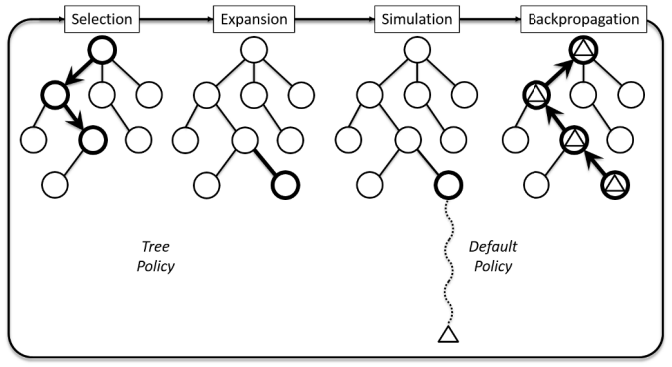 Selection
Expansion
Simulation
Backpropagation
Tree
Policy
Default
Policy